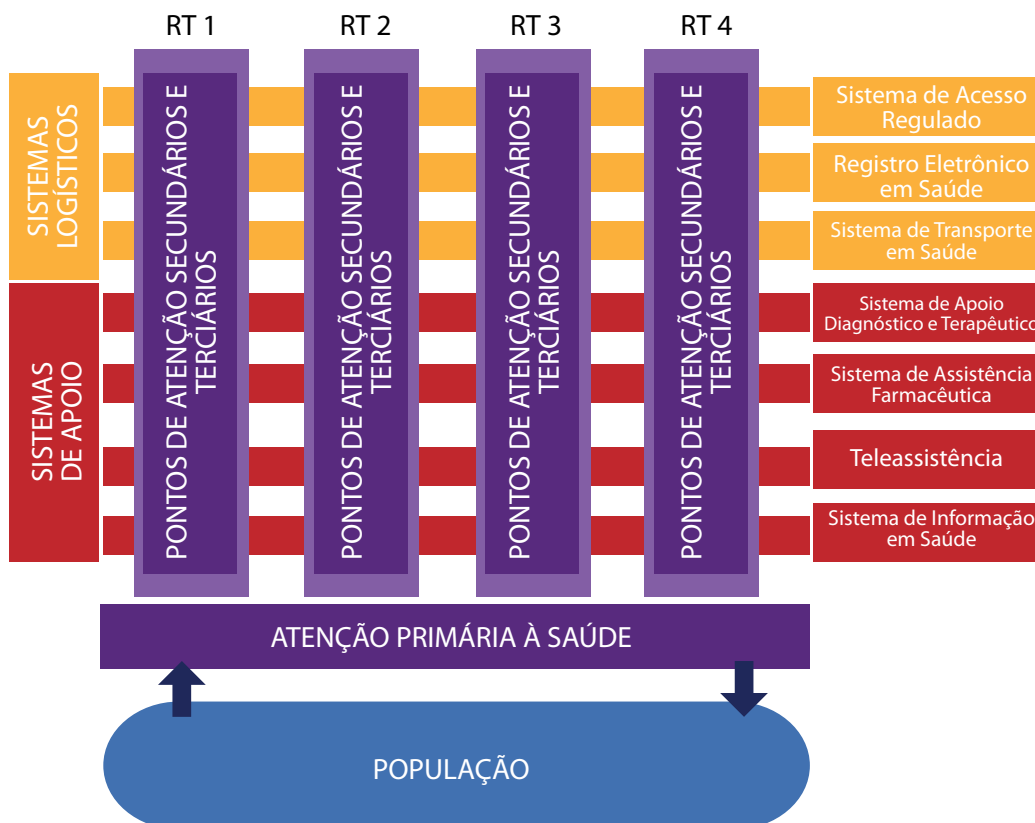 RT 1
RT 2
RT 3
RT 4
SISTEMAS
LOGÍSTICOS
SISTEMAS
DE APOIO
PONTOS DE ATENÇÃO SECUNDÁRIOS E
TERCIÁRIOS
PONTOS DE ATENÇÃO SECUNDÁRIOS E
TERCIÁRIOS
PONTOS DE ATENÇÃO SECUNDÁRIOS E
TERCIÁRIOS
PONTOS DE ATENÇÃO SECUNDÁRIOS E
TERCIÁRIOS
Sistema de Acesso
Regulado
Registro Eletrônico
em Saúde
Sistema de Transporte
em Saúde
Sistema de Apoio
Diagnóstico e Terapêutico
Sistema de Assistência
Farmacêutica
Teleassistência
Sistema de Informação
em Saúde
ATENÇÃO PRIMÁRIA À SAÚDE
POPULAÇÃO